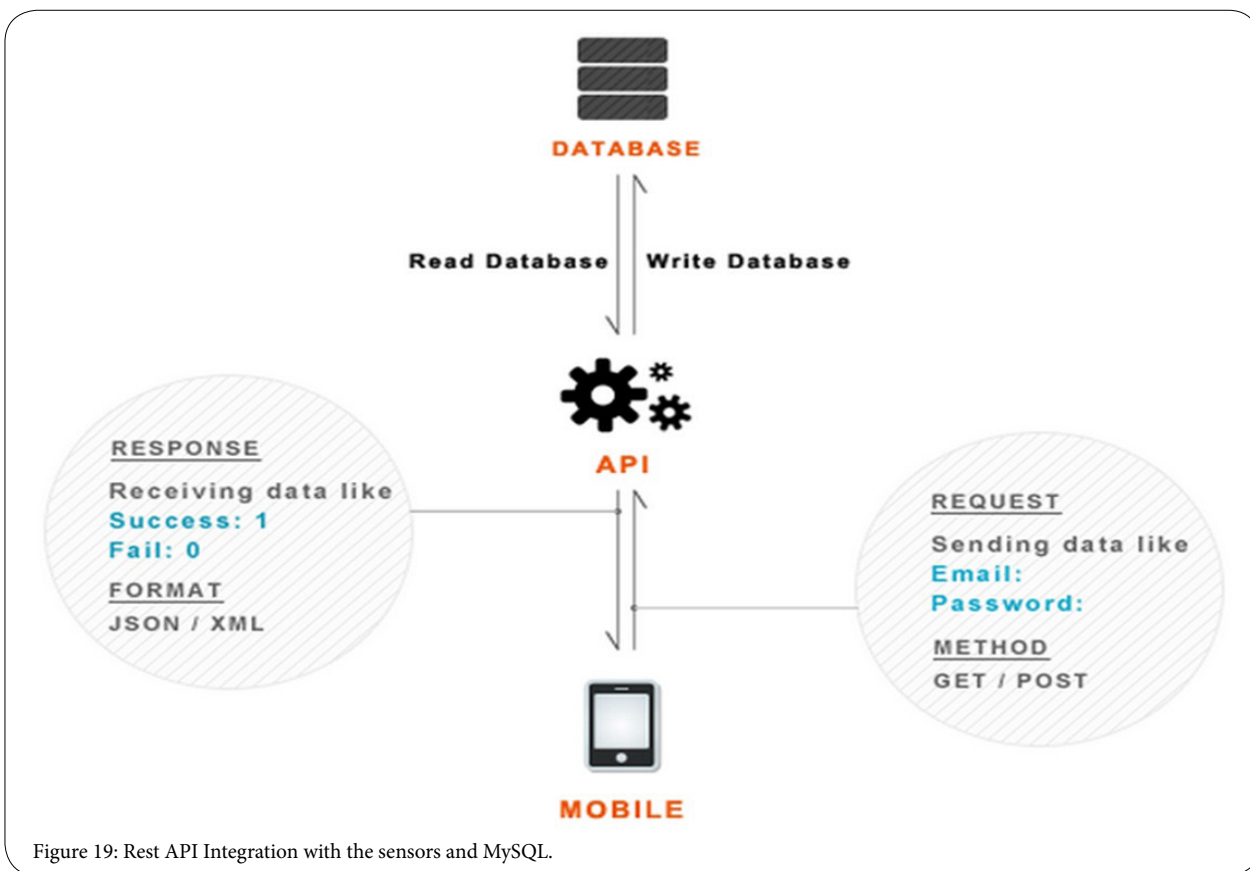 DATABASE
Read Database
Write Database
API
RESPONSE
Receiving data like
Success: 1
Fail: 0
FORMAT
JSON / XML
REQUEST
Sending data like
Email:
Password:
METHOD
GET / POST
MOBILE
Figure 19: Rest API Integration with the sensors and MySQL.